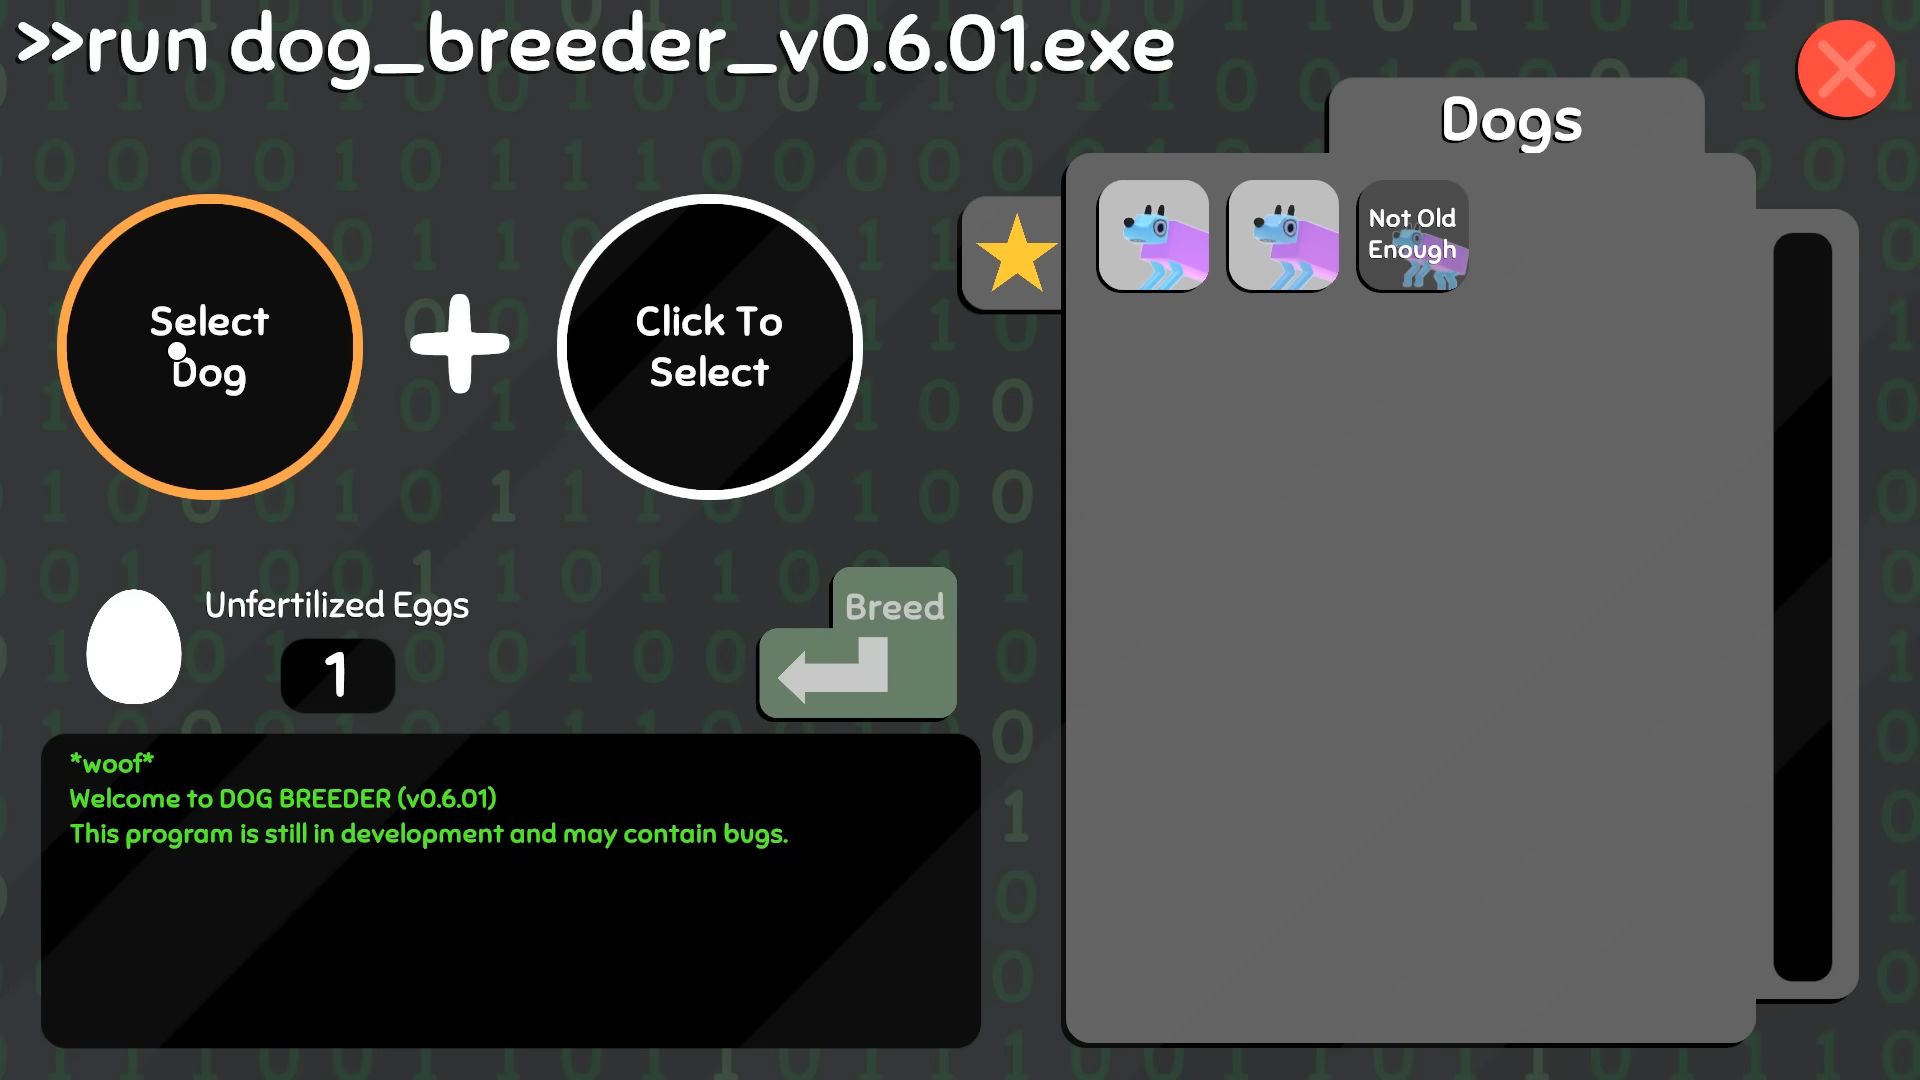 >>run dog_breeder_v0.6.01.exe
Dogs
Not Old
Enough
Select
Dog
Click To
Select
Unfertilized Eggs
1
Breed
*woof*
Welcome to DOG BREEDER (v0.6.01)
This program is still in development and may contain bugs.